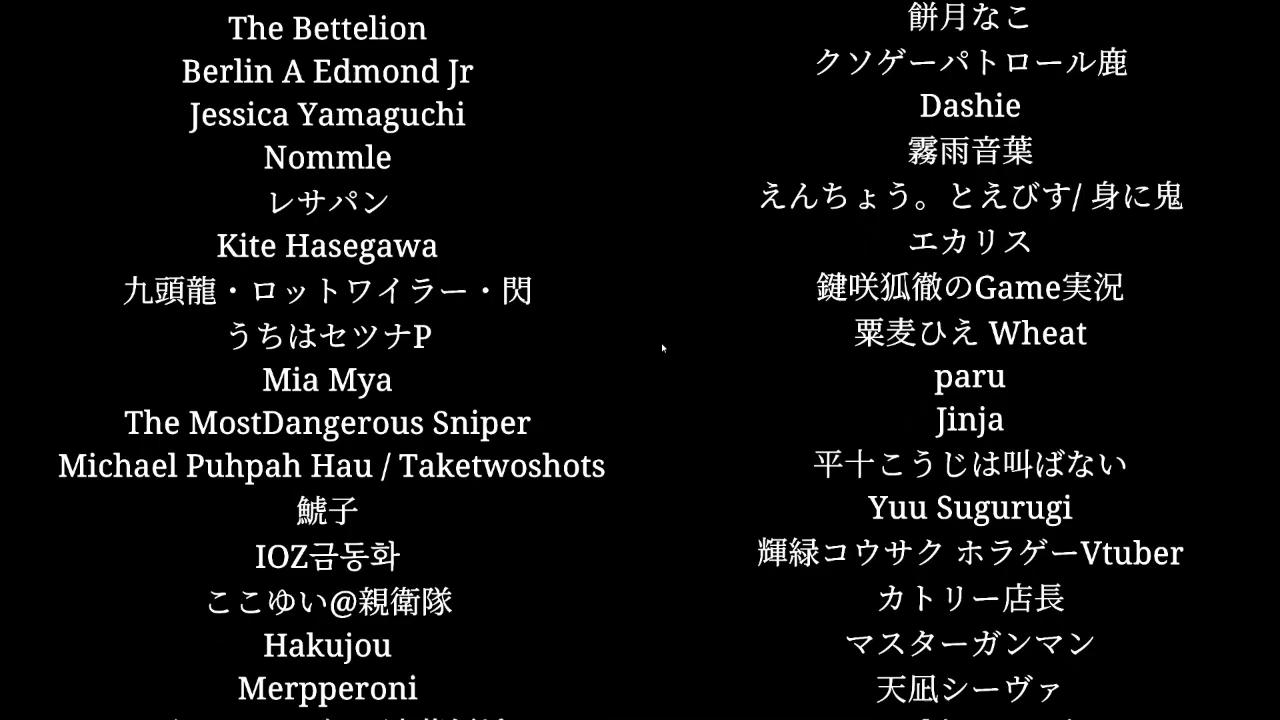 The Bettelion
Berlin A Edmond Jr
Jessica Yamaguchi
Nommle
レサパン
Kite Hasegawa
九頭龍・ロットワイラー・閃
うちはセツナP
Mia Mya
The MostDangerous Sniper
Michael Puhpah Hau / Taketwoshots
鯱子
IOZ금동화
ここゆい@親衛隊
Hakujou
Merpperoni
餅月なこ
クソゲーパトロール鹿
Dashie
霧雨音葉
えんちょう。とえびす/ 身に鬼
エカリス
鍵咲狐徹のGame実況
粟麦ひえ Wheat
paru
Jinja
平十こうじは叫ばない
Yuu Sugurugi
輝緑コウサク ホラゲーVtuber
カトリー店長
マスターガンマン
天凪シーヴァ